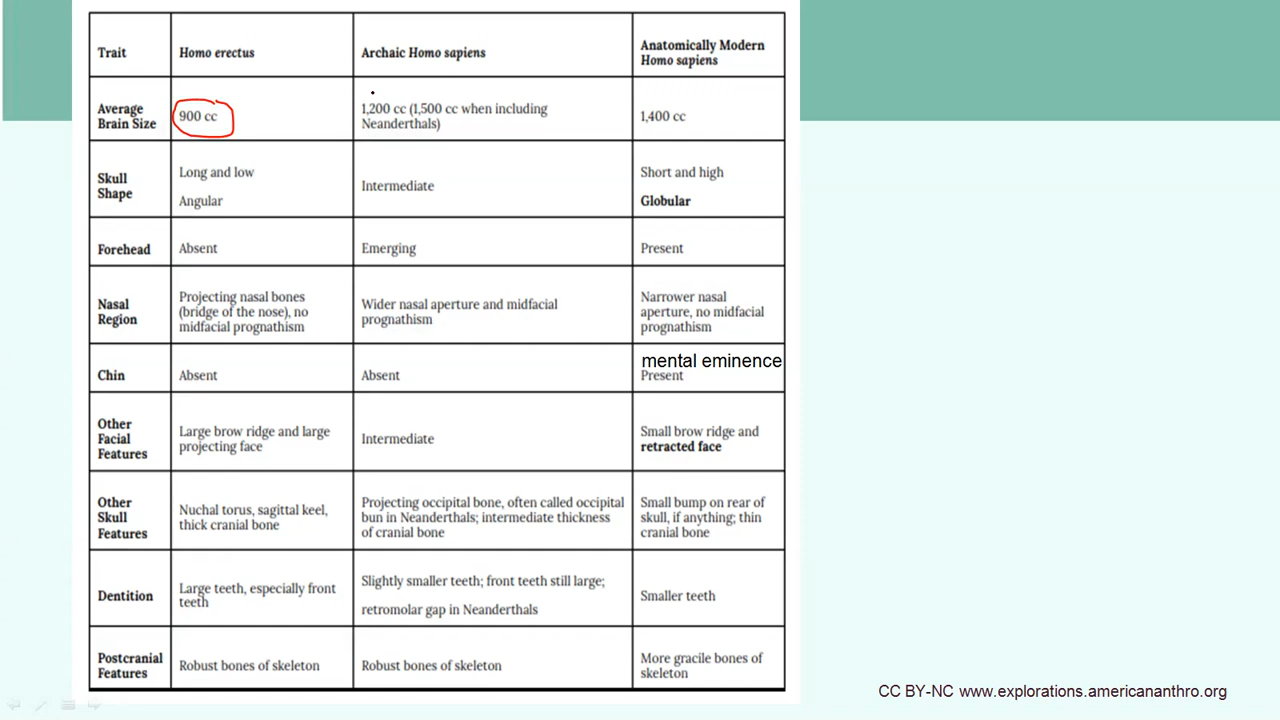 Trait
Homo erectus
Archaic Homo sapiens
Anatomically Modern
Homo sapiens
Average
Brain Size
900 cc
1,200 cc (1,500 cc when including
Neanderthals)
1,400 cc
Skull
Shape
Long and low
Angular
Intermediate
Short and high
Globular
Forehead
Absent
Emerging
Present
Nasal
Region
Projecting nasal bones
(bridge of the nose), no
midfacial prognathism
Wider nasal aperture and midfacial
prognathism
Narrower nasal
aperture, no midfacial
prognathism
Chin
Absent
Absent
mental eminence
Present
Other
Facial
Features
Large brow ridge and large
projecting face
Intermediate
Small brow ridge and
retracted face
Other
Skull
Features
Nuchal torus, sagittal keel,
thick cranial bone
Projecting occipital bone, often called occipital
bun in Neanderthals; intermediate thickness
of cranial bone
Small bump on rear of
skull, if anything; thin
cranial bone
Dentition
Large teeth, especially front
teeth
Slightly smaller teeth; front teeth still large;
retromolar gap in Neanderthals
Smaller teeth
Postcranial
Features
Robust bones of skeleton
Robust bones of skeleton
More gracile bones of
skeleton
CC BY-NC www.explorations.americananthro.org